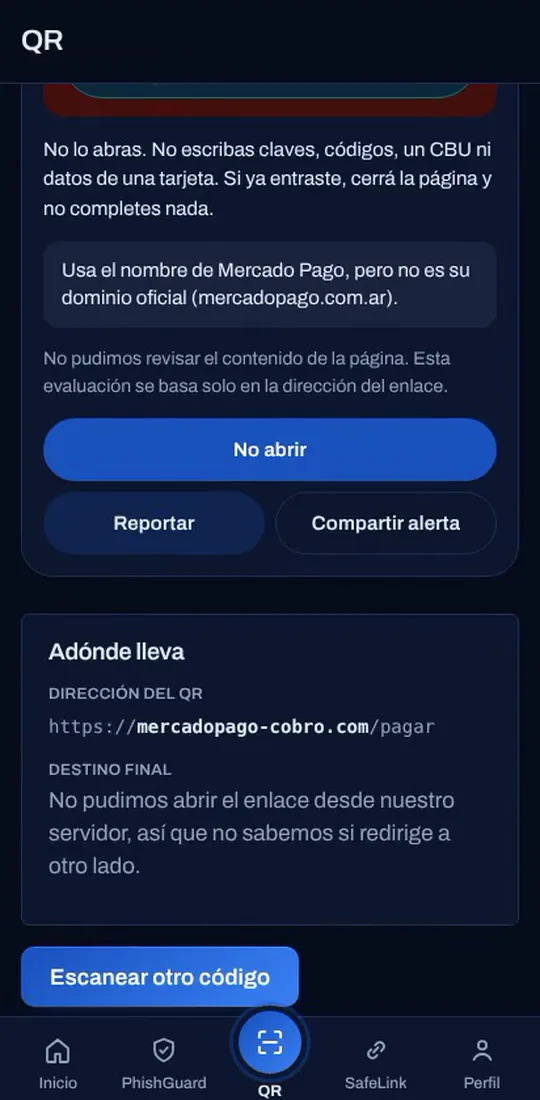 QR
No lo abras. No escribas claves, códigos, un CBU ni
datos de una tarjeta. Si ya entraste, cerrá la página y
no completes nada.
Usa el nombre de Mercado Pago, pero no es su
dominio oficial (mercadopago.com.ar).
No pudimos revisar el contenido de la página. Esta
evaluación se basa solo en la dirección del enlace.
No abrir
Reportar
Compartir alerta
Adónde lleva
DIRECCIÓN DEL QR
https://mercadopago-cobro.com/pagar
DESTINO FINAL
No pudimos abrir el enlace desde nuestro
servidor, así que no sabemos si redirige a
otro lado.
Escanear otro código
Inicio
PhishGuard
QR
SafeLink
Perfil